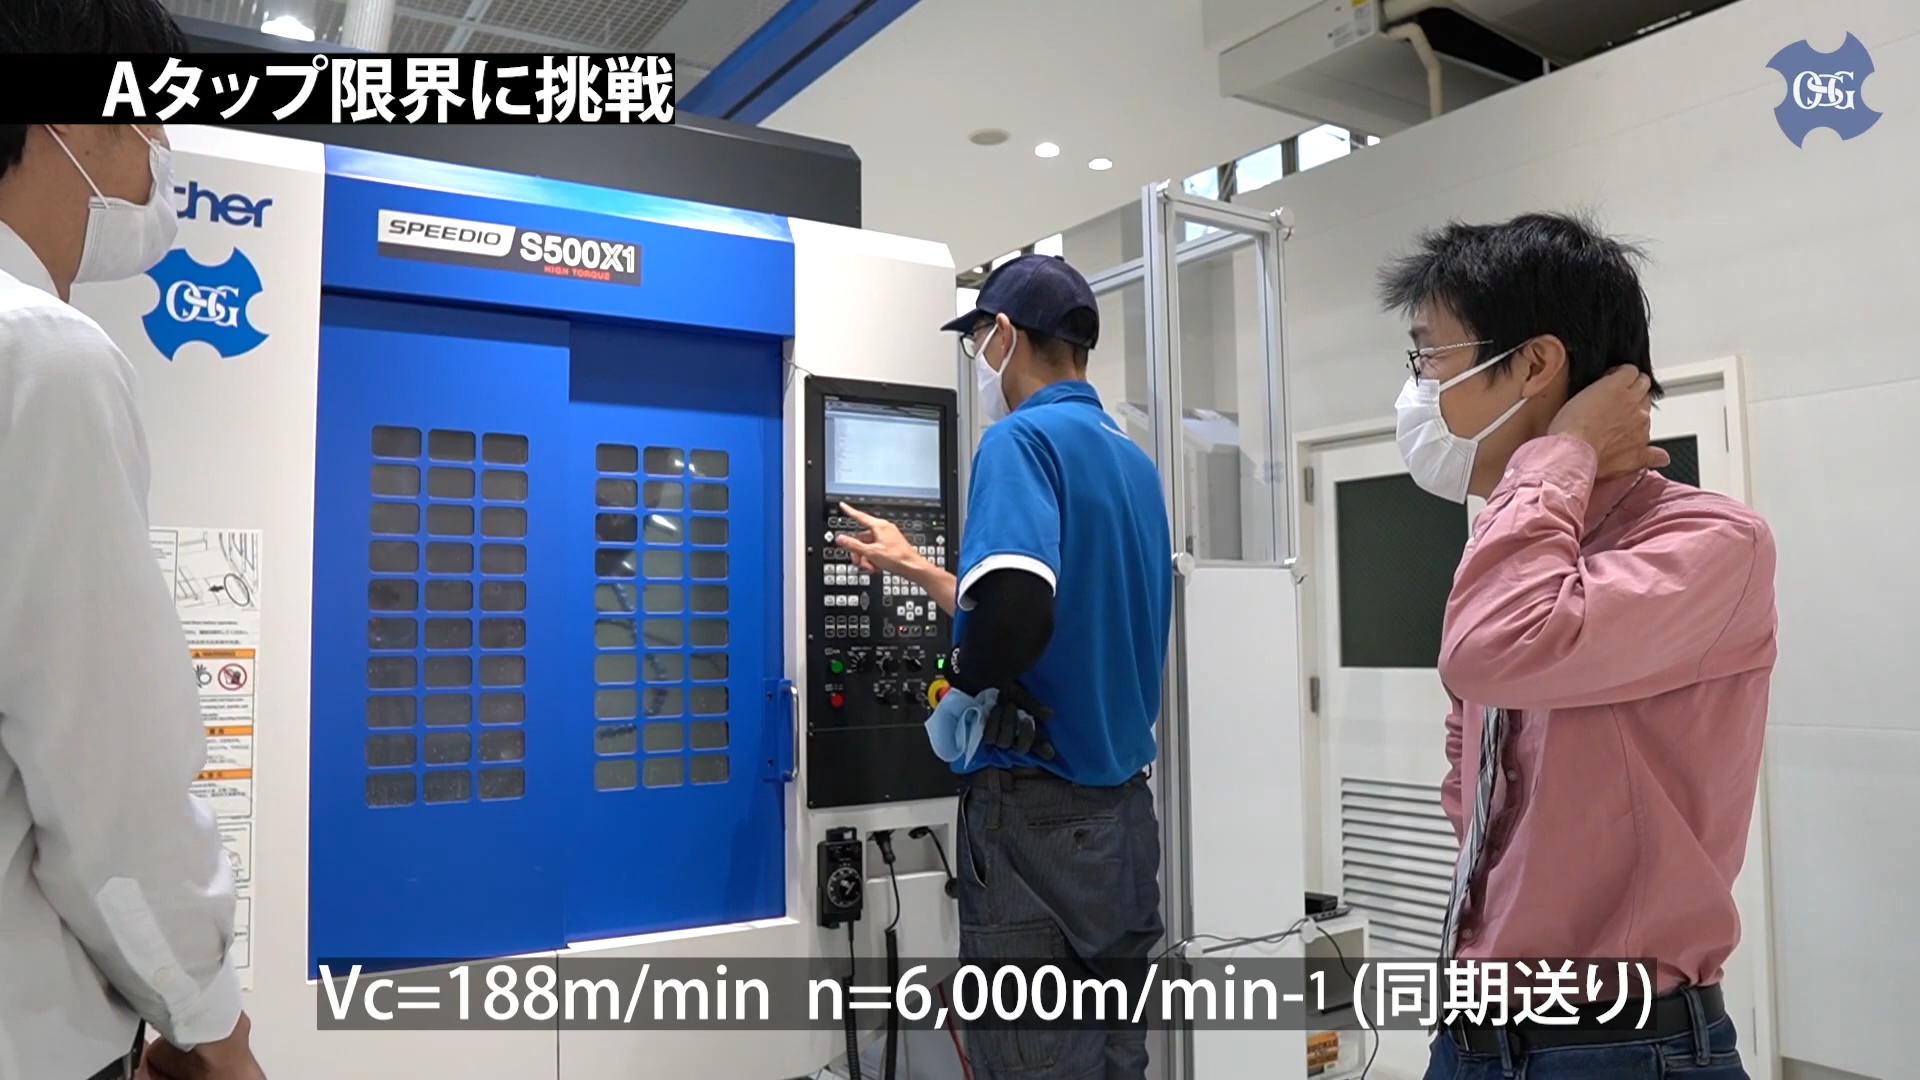 Aタップ限界に挑戦
OSG
ther
SPEEDIO S500X1
HIGH TORQUE
OSG
Vc=188m/min n=6,000m/min-1 (同期送り)